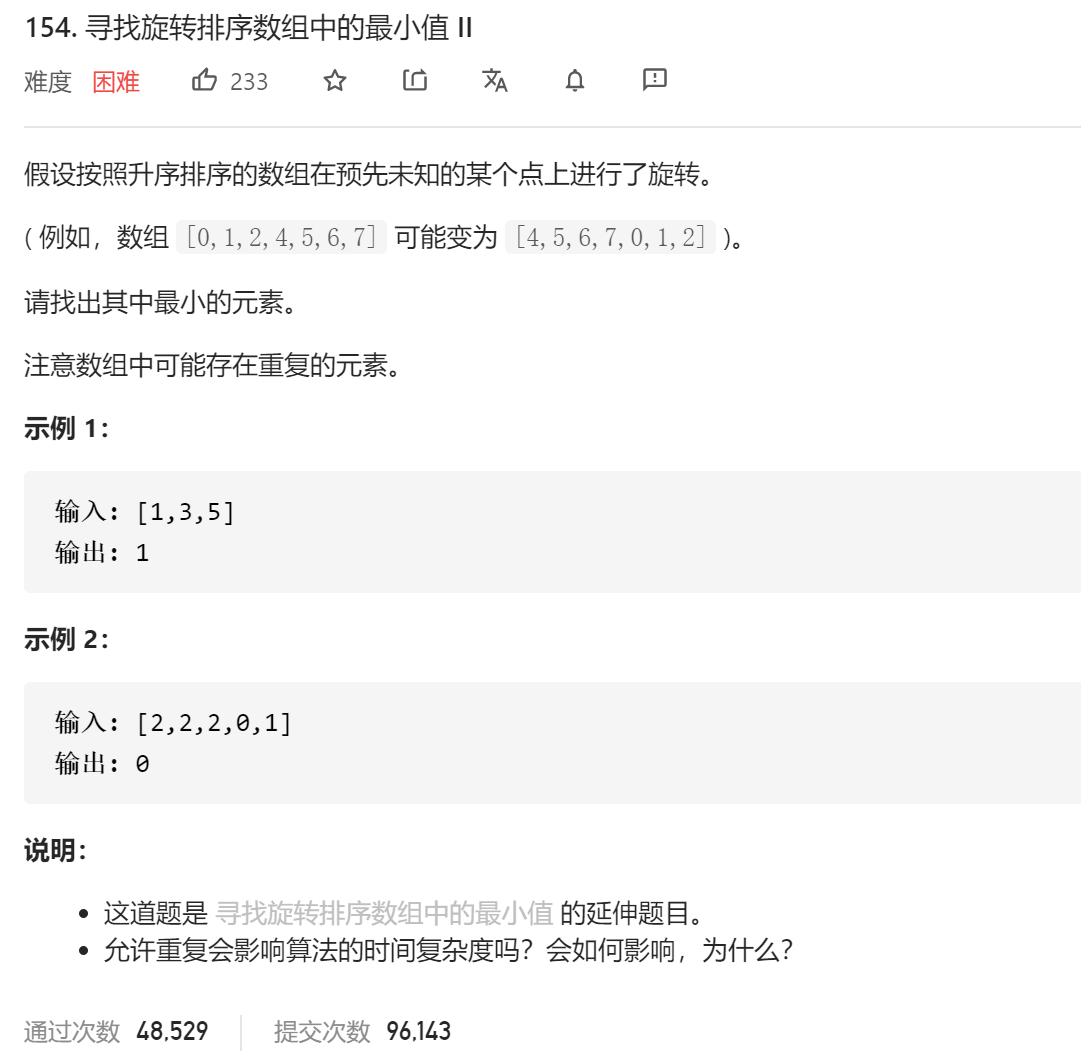 154. 寻找旋转排序数组中的最小值 II
难度 困难 233
假设按照升序排序的数组在预先未知的某个点上进行了旋转。
( 例如，数组 [0,1,2,4,5,6,7] 可能变为 [4,5,6,7,0,1,2] )。
请找出其中最小的元素。
注意数组中可能存在重复的元素。
示例 1：
输入: [1,3,5]
输出: 1
示例 2：
输入: [2,2,2,0,1]
输出: 0
说明：
这道题是 寻找旋转排序数组中的最小值 的延伸题目。
允许重复会影响算法的时间复杂度吗？会如何影响，为什么？
通过次数 48,529 提交次数 96,143